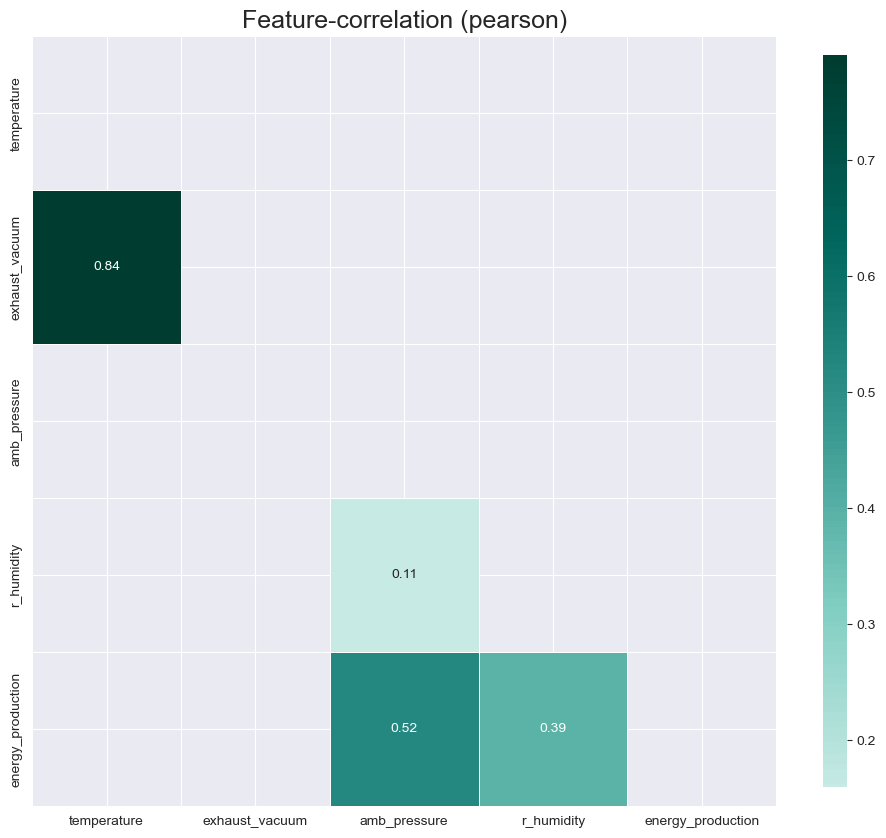 Feature-correlation (pearson)
temperature
exhaust_vacuum
amb_pressure
r_humidity
energy_production
0.84
0.11
0.52
0.39
temperature
exhaust_vacuum
amb_pressure
r_humidity
energy_production
0.7
0.6
0.5
0.4
0.3
0.2